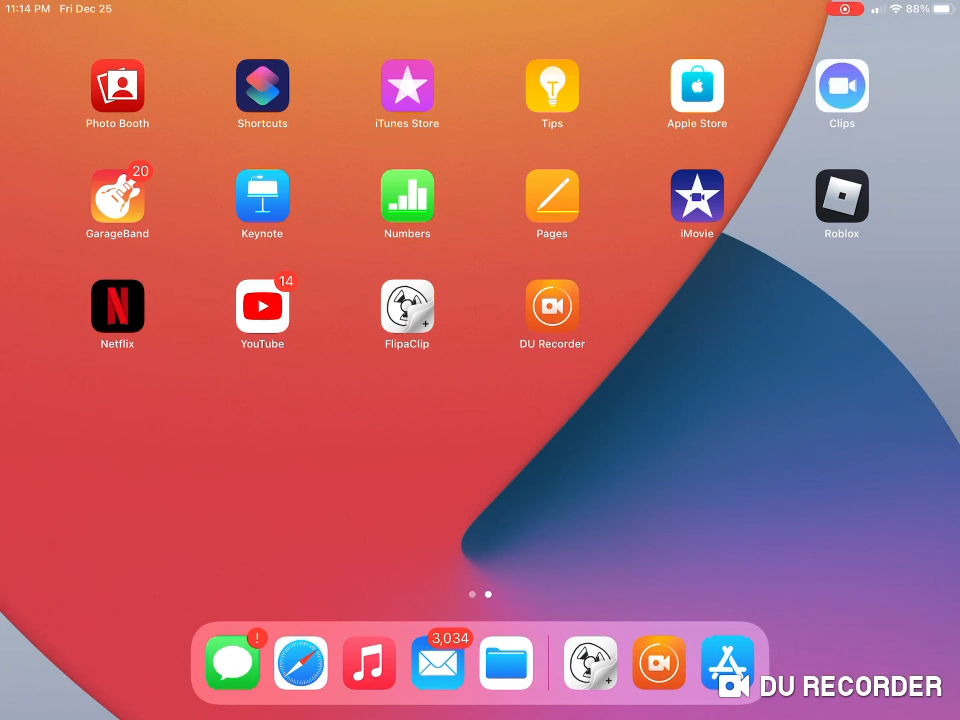 11:14 PM Fri Dec 25 88%
Photo Booth Shortcuts iTunes Store Tips Apple Store Clips
20
GarageBand Keynote Numbers Pages iMovie Roblox
N 14
Netflix YouTube FlipaClip DU Recorder
! 3,034
DU RECORDER